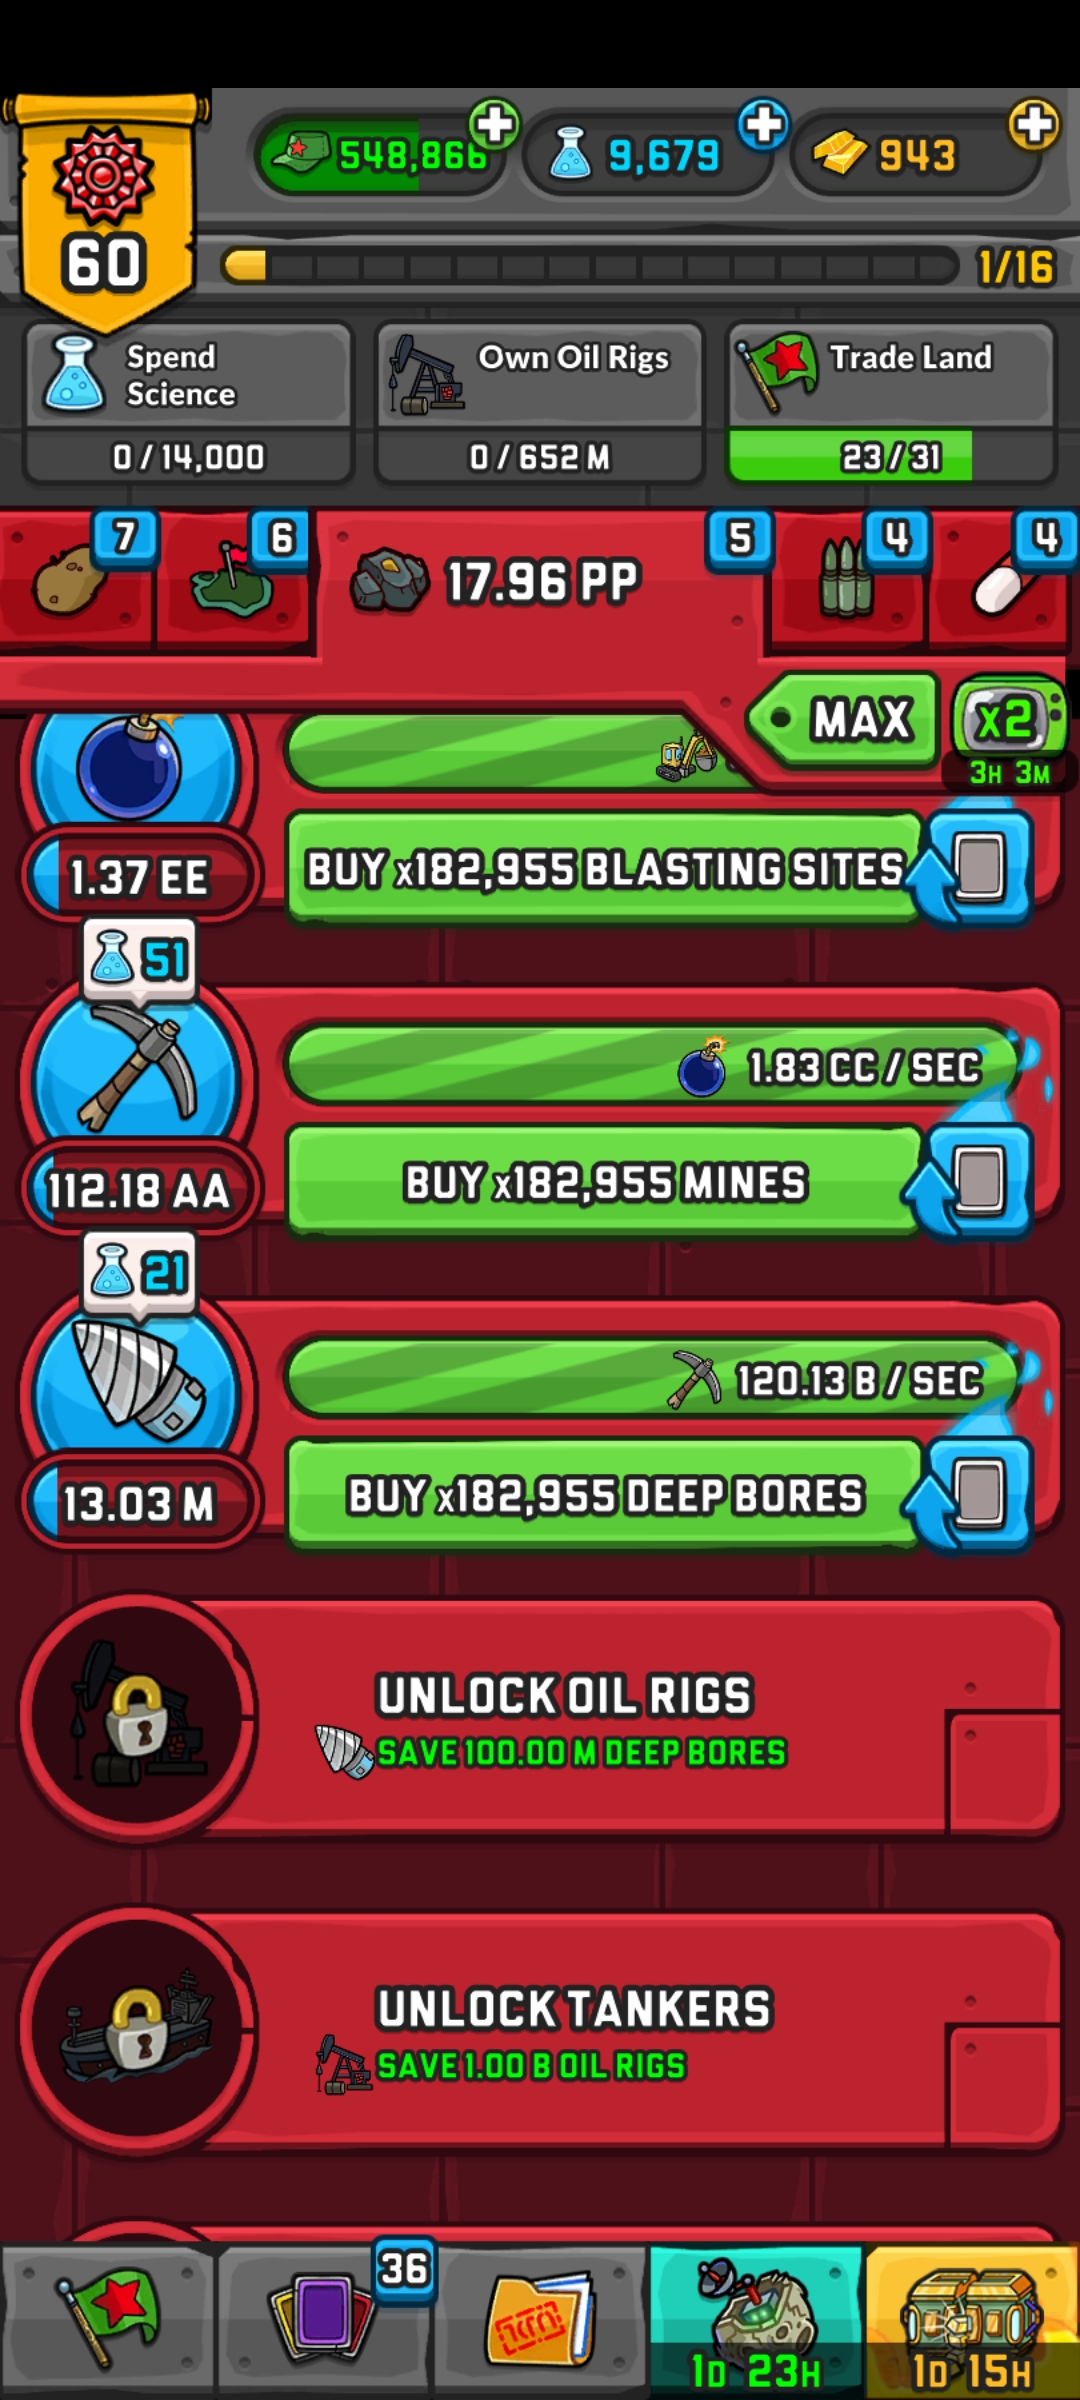 60
548,866
9,679
943
1/16
Spend
Science
0/14,000
Own Oil Rigs
0/652 M
Trade Land
23/31
7
6
17.96 PP
5
4
4
MAX
x2
3H 3M
1.37 EE
BUY x182,955 BLASTING SITES
51
1.83 CC / SEC
112.18 AA
BUY x182,955 MINES
21
120.13 B / SEC
13.03 M
BUY x182,955 DEEP BORES
UNLOCK OIL RIGS
SAVE 100.00 M DEEP BORES
UNLOCK TANKERS
SAVE 1.00 B OIL RIGS
36
1D 23H
1D 15H